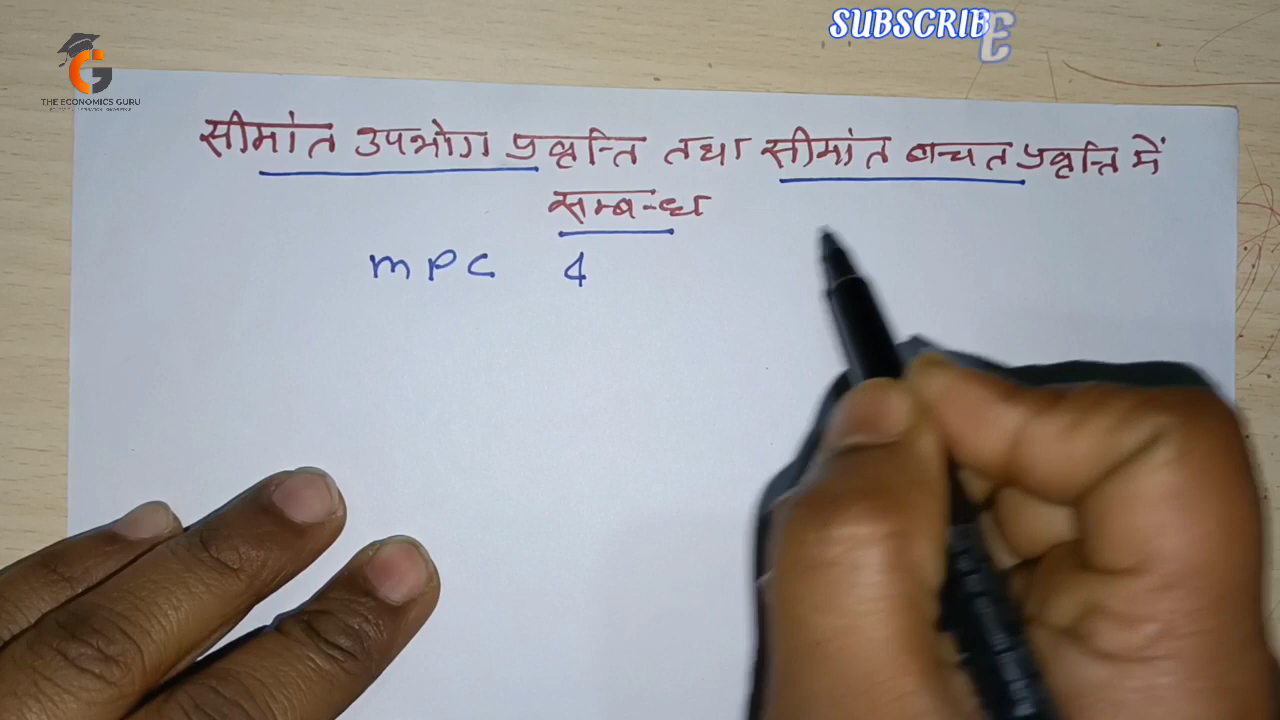 SUBSCRIBE
THE ECONOMICS GURU
सीमांत उपभोग प्रवृत्ति तथा सीमांत बचत प्रवृत्ति में
सम्बन्ध
mPC 4